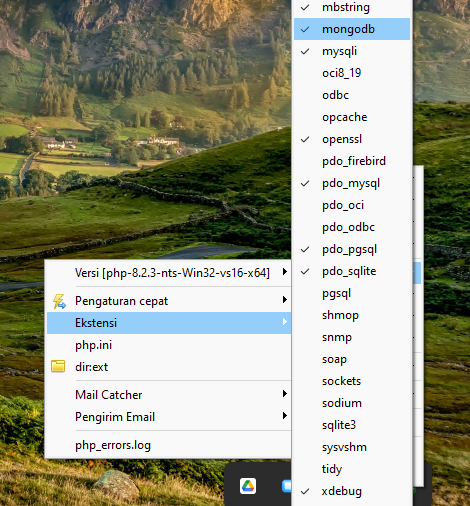 mbstring
mongodb
mysqli
oci8_19
odbc
opcache
openssl
pdo_firebird
pdo_mysql
pdo_oci
pdo_odbc
pdo_pgsql
pdo_sqlite
pgsql
shmop
snmp
soap
sockets
sodium
sqlite3
sysvshm
tidy
xdebug
Versi [php-8.2.3-nts-Win32-vs16-x64]
Pengaturan cepat
Ekstensi
php.ini
dir:ext
Mail Catcher
Pengirim Email
php_errors.log